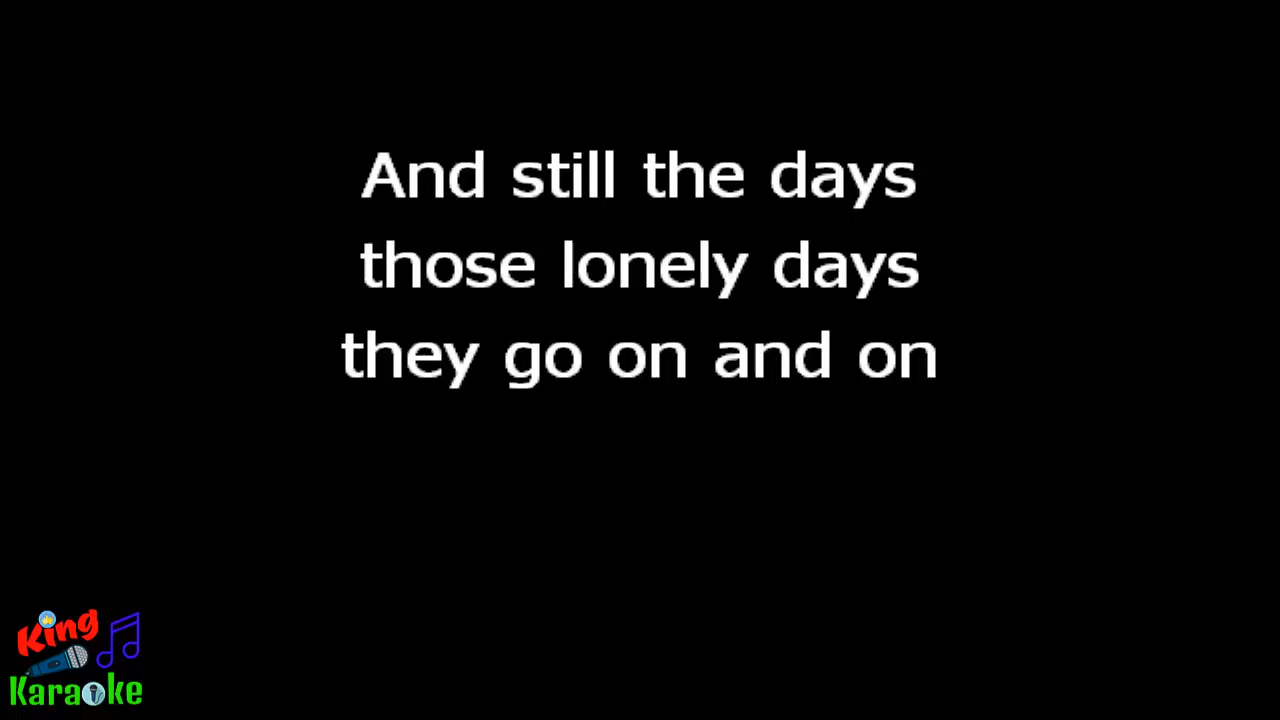 And still the days
those lonely days
they go on and on
King
Karaoke